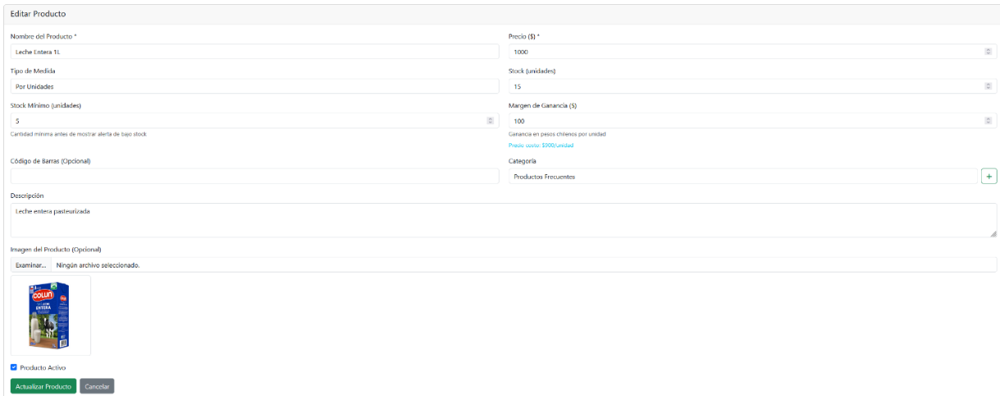 Editar Producto
Nombre del Producto *
Precio ($) *
Leche Entera 1L
1000
Tipo de Medida
Stock (unidades)
Por Unidades
15
Stock Mínimo (unidades)
Margen de Ganancia ($)
5
100
Cantidad mínima antes de mostrar alerta de bajo stock
Ganancia en pesos chilenos por unidad
Precio costo: $900/unidad
Código de Barras (Opcional)
Categoría
Productos Frecuentes
+
Descripción
Leche entera pasteurizada
Imagen del Producto (Opcional)
Examinar... Ningún archivo seleccionado.
COLUN
ENTERA
Producto Activo
Actualizar Producto Cancelar